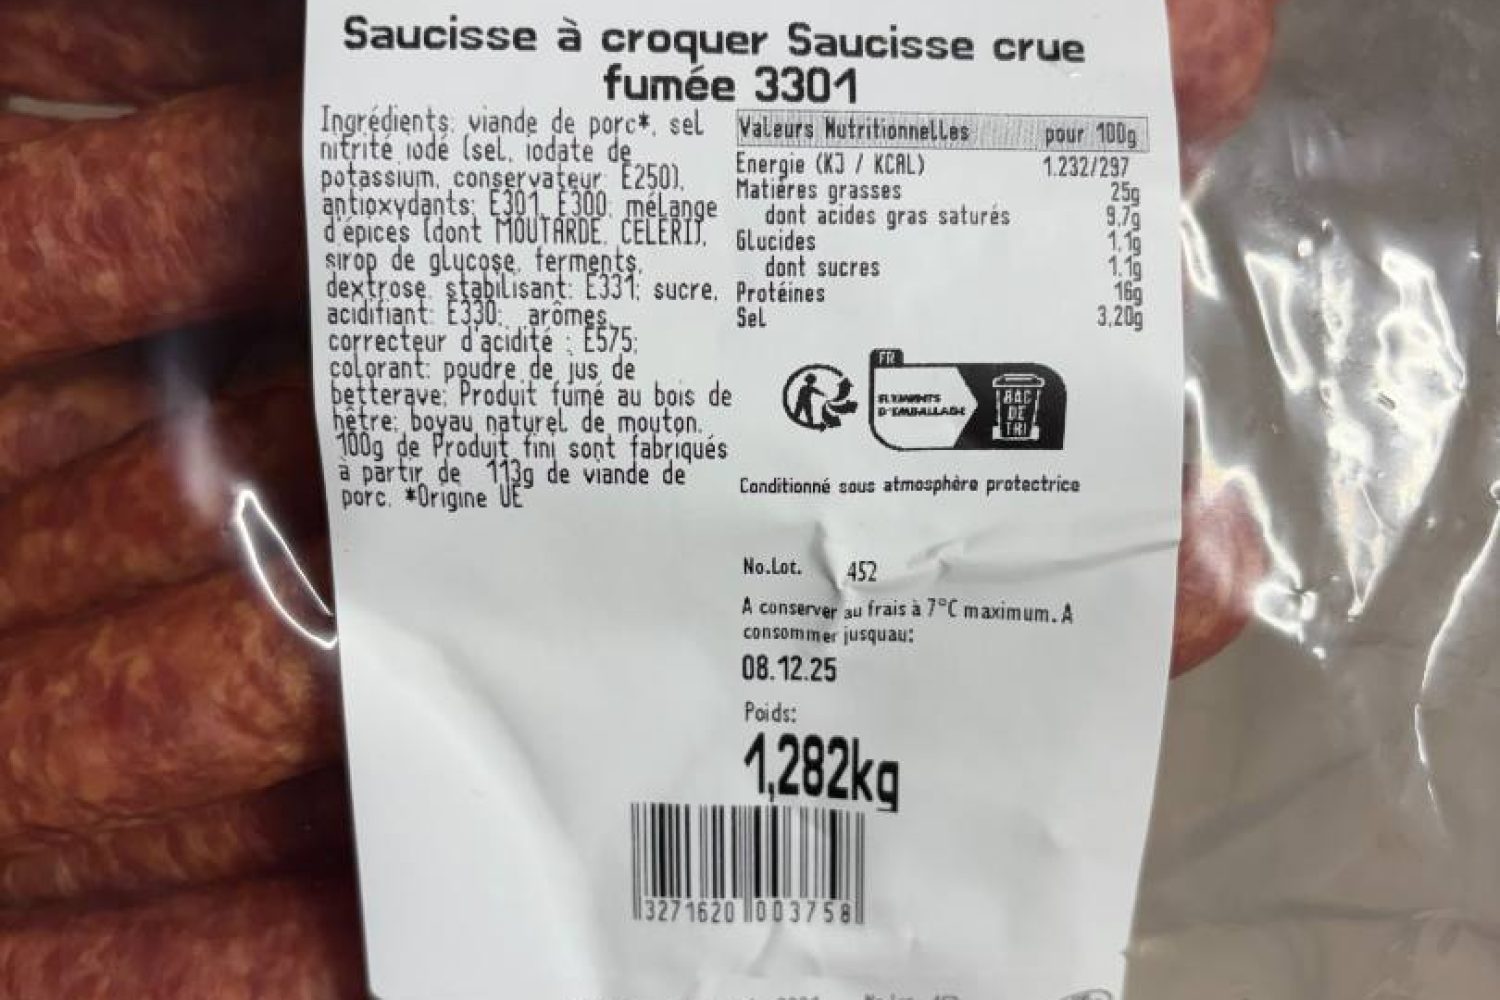 Saucisse à croquer Saucisse crue
fumée 3301
Ingrédients: viande de porc*, sel
nitrité iodé (sel, iodate de
potassium, conservateur E250),
antioxydants: E301, E300, mélange
d'épices (dont MOUTARDE, CELERI),
sirop de glucose, ferments,
dextrose, stabilisant: E331; sucre,
acidifiant: E330; arômes,
correcteur d'acidité : E575;
colorant: poudre de jus de
betterave; Produit fumé au bois de
hêtre; boyau naturel de mouton.
100g de Produit fini sont fabriqués
à partir de 113g de viande de
porc. *Origine UE
Valeurs Nutritionnelles pour 100g
Energie (KJ / KCAL) 1.232/297
Matières grasses 25g
dont acides gras saturés 9,7g
Glucides 1,1g
dont sucres 1,1g
Protéines 16g
Sel 3,20g
FR
ELEMENTS
D'EMBALLAGE
BAC
DE
TRI
Conditionné sous atmosphère protectrice
No.Lot. 452
A conserver au frais à 7°C maximum. A
consommer jusquau:
08.12.25
Poids:
1,282kg
3271620 003758